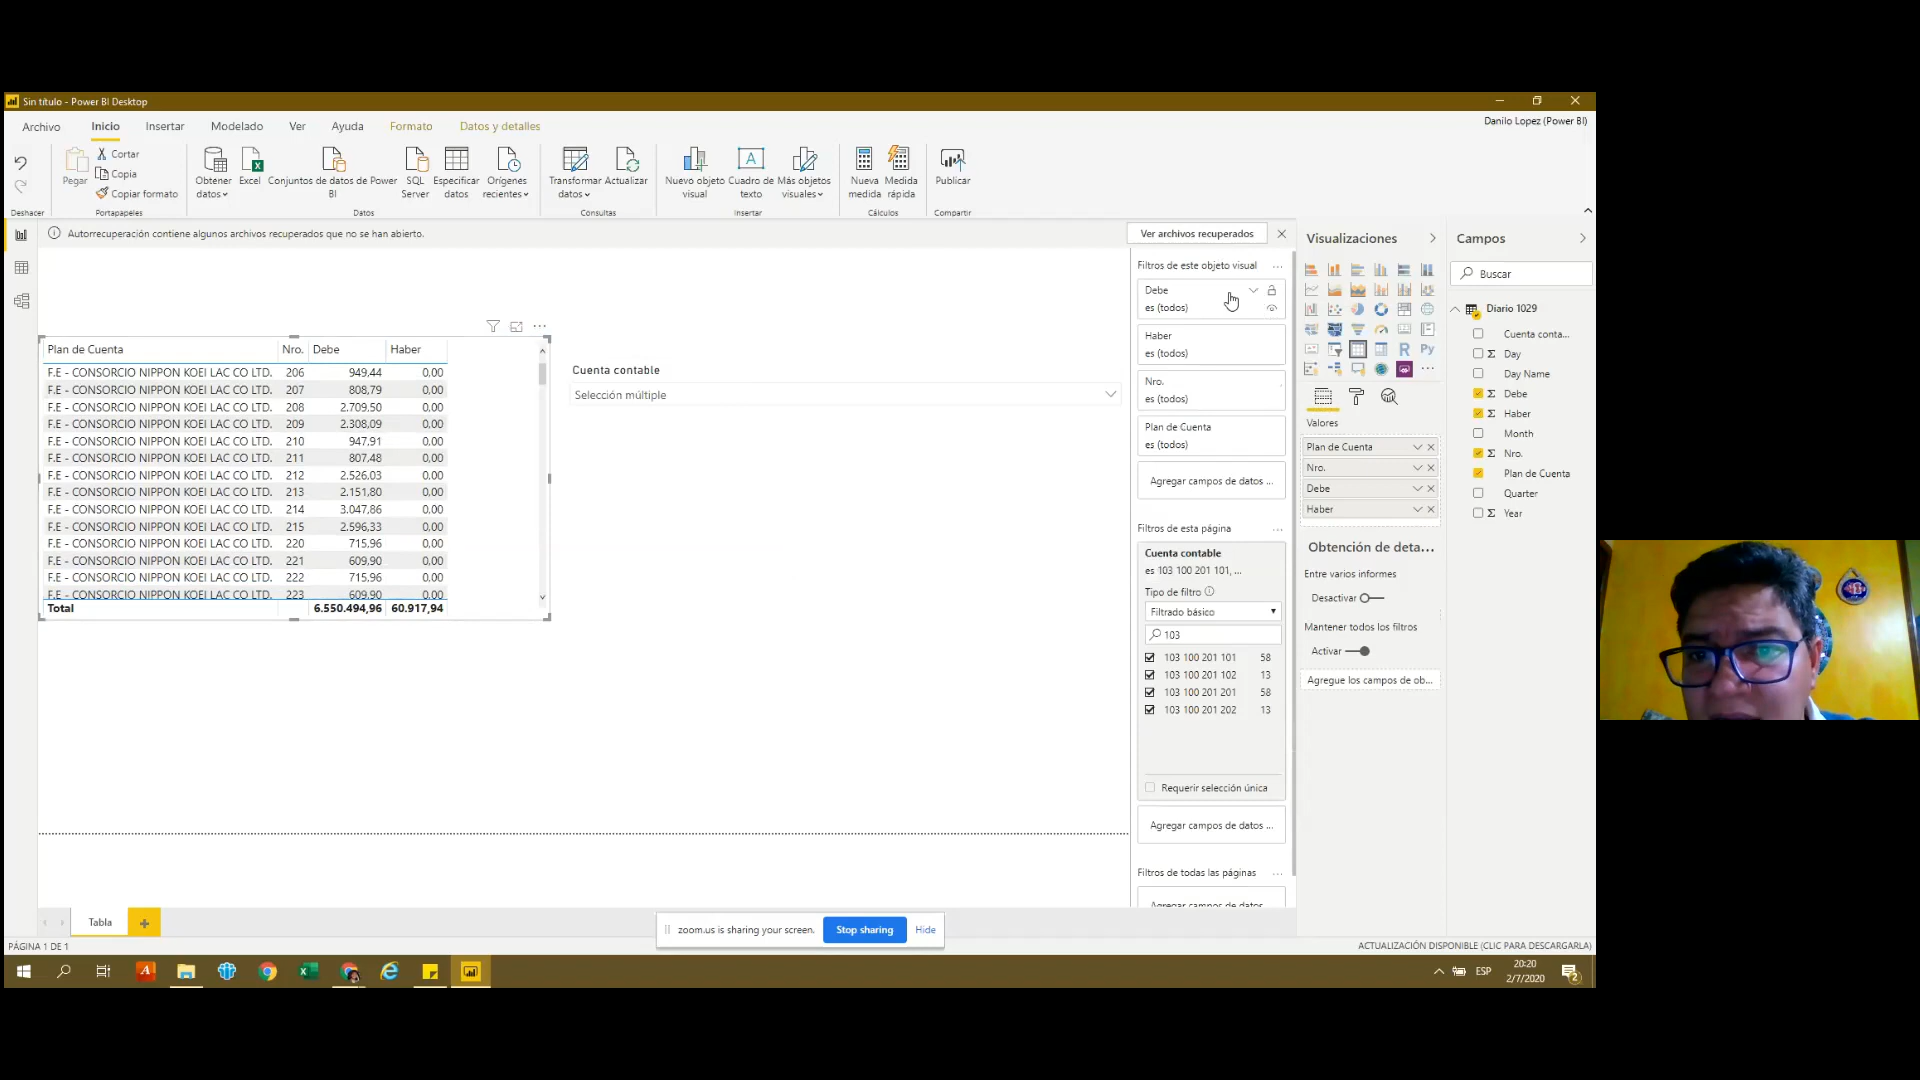 Sin título - Power BI Desktop
Danilo Lopez (Power BI)
Archivo
Inicio
Insertar
Modelado
Ver
Ayuda
Formato
Datos y detalles
Pegar
Cortar
Copia
Copiar formato
Obtener datos
Excel
Conjuntos de datos de Power BI
SQL Server
Especificar datos
Orígenes recientes
Transformar datos
Actualizar
Nuevo objeto visual
Cuadro de texto
Más objetos visuales
Nueva medida
Medida rápida
Publicar
Deshacer
Portapapeles
Datos
Consultas
Insertar
Cálculos
Compartir
Autorrecuperación contiene algunos archivos recuperados que no se han abierto.
Ver archivos recuperados
Plan de Cuenta Nro. Debe Haber
F.E - CONSORCIO NIPPON KOEI LAC CO LTD. 206 949,44 0,00
F.E - CONSORCIO NIPPON KOEI LAC CO LTD. 207 808,79 0,00
F.E - CONSORCIO NIPPON KOEI LAC CO LTD. 208 2.709,50 0,00
F.E - CONSORCIO NIPPON KOEI LAC CO LTD. 209 2.308,09 0,00
F.E - CONSORCIO NIPPON KOEI LAC CO LTD. 210 947,91 0,00
F.E - CONSORCIO NIPPON KOEI LAC CO LTD. 211 807,48 0,00
F.E - CONSORCIO NIPPON KOEI LAC CO LTD. 212 2.526,03 0,00
F.E - CONSORCIO NIPPON KOEI LAC CO LTD. 213 2.151,80 0,00
F.E - CONSORCIO NIPPON KOEI LAC CO LTD. 214 3.047,86 0,00
F.E - CONSORCIO NIPPON KOEI LAC CO LTD. 215 2.596,33 0,00
F.E - CONSORCIO NIPPON KOEI LAC CO LTD. 220 715,96 0,00
F.E - CONSORCIO NIPPON KOEI LAC CO LTD. 221 609,90 0,00
F.E - CONSORCIO NIPPON KOEI LAC CO LTD. 222 715,96 0,00
F.E - CONSORCIO NIPPON KOEI LAC CO LTD. 223 609,90 0,00
Total 6.550.494,96 60.917,94
Cuenta contable
Selección múltiple
Filtros de este objeto visual ...
Debe
es (todos)
Haber
es (todos)
Nro.
es (todos)
Plan de Cuenta
es (todos)
Agregar campos de datos ...
Filtros de esta página ...
Cuenta contable
es 103 100 201 101, ...
Tipo de filtro
Filtrado básico
103
103 100 201 101 58
103 100 201 102 13
103 100 201 201 58
103 100 201 202 13
Requerir selección única
Agregar campos de datos ...
Filtros de todas las páginas ...
Agregar campos de datos
Visualizaciones
R
Py
Valores
Plan de Cuenta
Nro.
Debe
Haber
Obtención de deta...
Entre varios informes
Desactivar
Mantener todos los filtros
Activar
Agregue los campos de ob...
Campos
Buscar
Diario 1029
Cuenta conta...
Σ Day
Day Name
Σ Debe
Σ Haber
Month
Σ Nro.
Plan de Cuenta
Quarter
Σ Year
Tabla
zoom.us is sharing your screen.
Stop sharing
Hide
PÁGINA 1 DE 1
ACTUALIZACIÓN DISPONIBLE (CLIC PARA DESCARGARLA)
ESP
20:20
2/7/2020
2